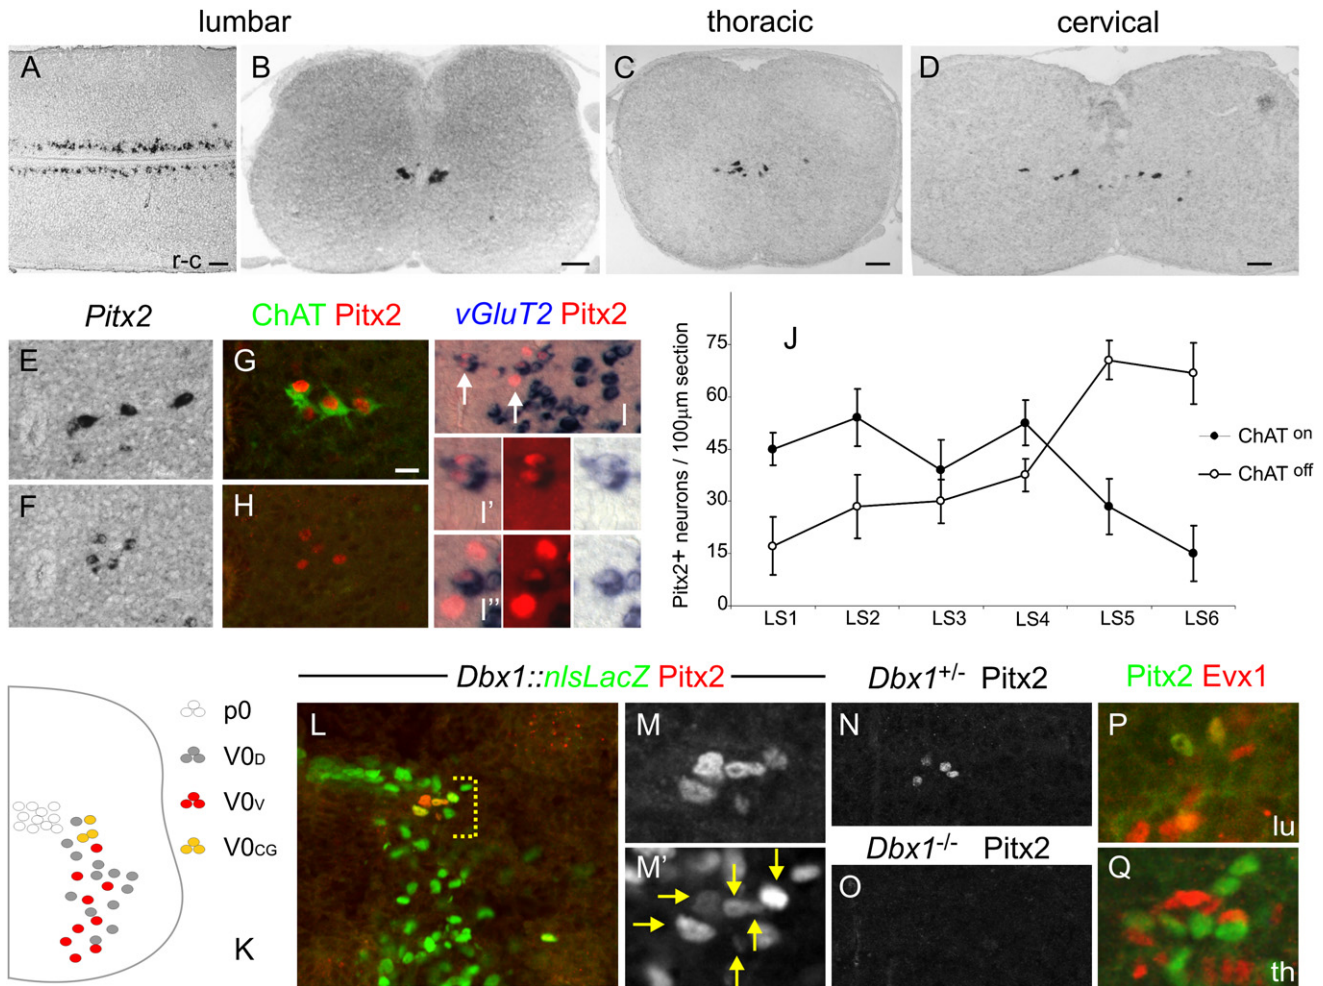 lumbar thoracic cervical
A B C D
r-c
Pitx2 ChAT Pitx2 vGluT2 Pitx2
E G I
F H I'
I''
J
Pitx2+ neurons / 100μm section
75
60
45
30
15
0
LS1 LS2 LS3 LS4 LS5 LS6
ChAT on
ChAT off
Dbx1::nlsLacZ Pitx2 Dbx1+/- Pitx2 Pitx2 Evx1
K
p0
V0D
V0V
V0CG
L M N P
lu
Dbx1-/- Pitx2
M' O Q
th